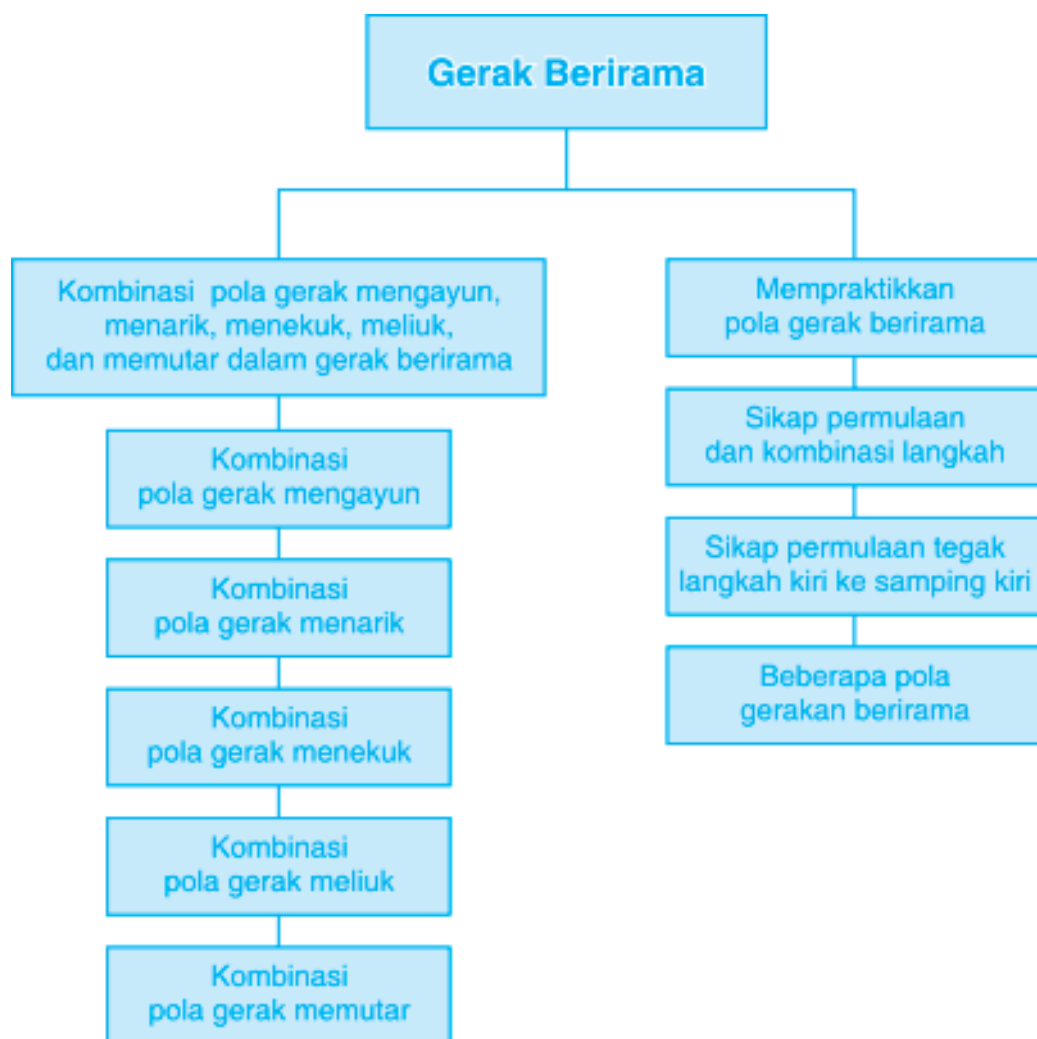 Gerak Berirama
Kombinasi pola gerak mengayun,
menarik, menekuk, meliuk,
dan memutar dalam gerak berirama
Kombinasi
pola gerak mengayun
Kombinasi
pola gerak menarik
Kombinasi
pola gerak menekuk
Kombinasi
pola gerak meliuk
Kombinasi
pola gerak memutar
Mempraktikkan
pola gerak berirama
Sikap permulaan
dan kombinasi langkah
Sikap permulaan tegak
langkah kiri ke samping kiri
Beberapa pola
gerakan berirama